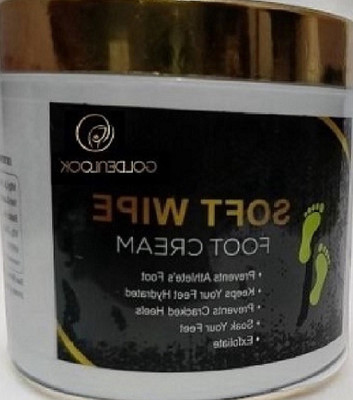 GOLDENLOOK
SOFT WIPE
FOOT CREAM
• Prevents Athlete's Foot
• Keeps Your Feet Hydrated
• Prevents Cracked Heels
• Soak Your Feet
• Exfoliate